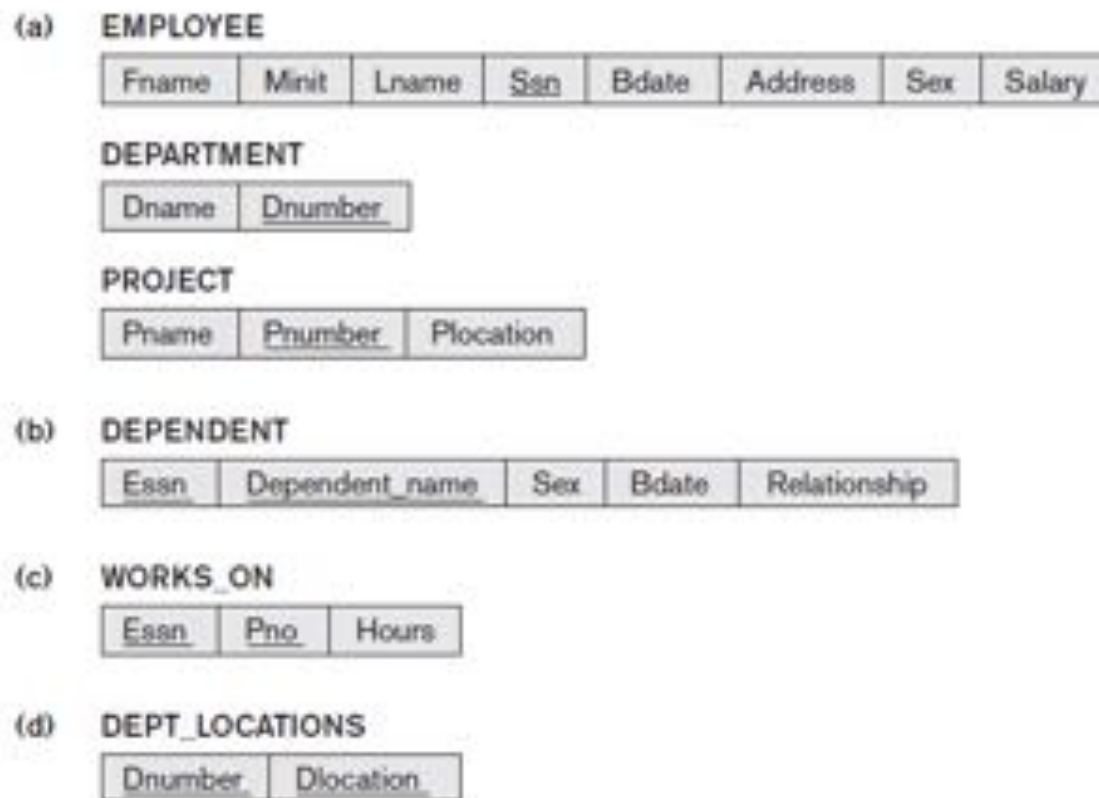 (a) EMPLOYEE
Fname Minit Lname Ssn Bdate Address Sex Salary
DEPARTMENT
Dname Dnumber
PROJECT
Pname Pnumber Plocation
(b) DEPENDENT
Essn Dependent_name Sex Bdate Relationship
(c) WORKS_ON
Essn Pno Hours
(d) DEPT_LOCATIONS
Dnumber Dlocation